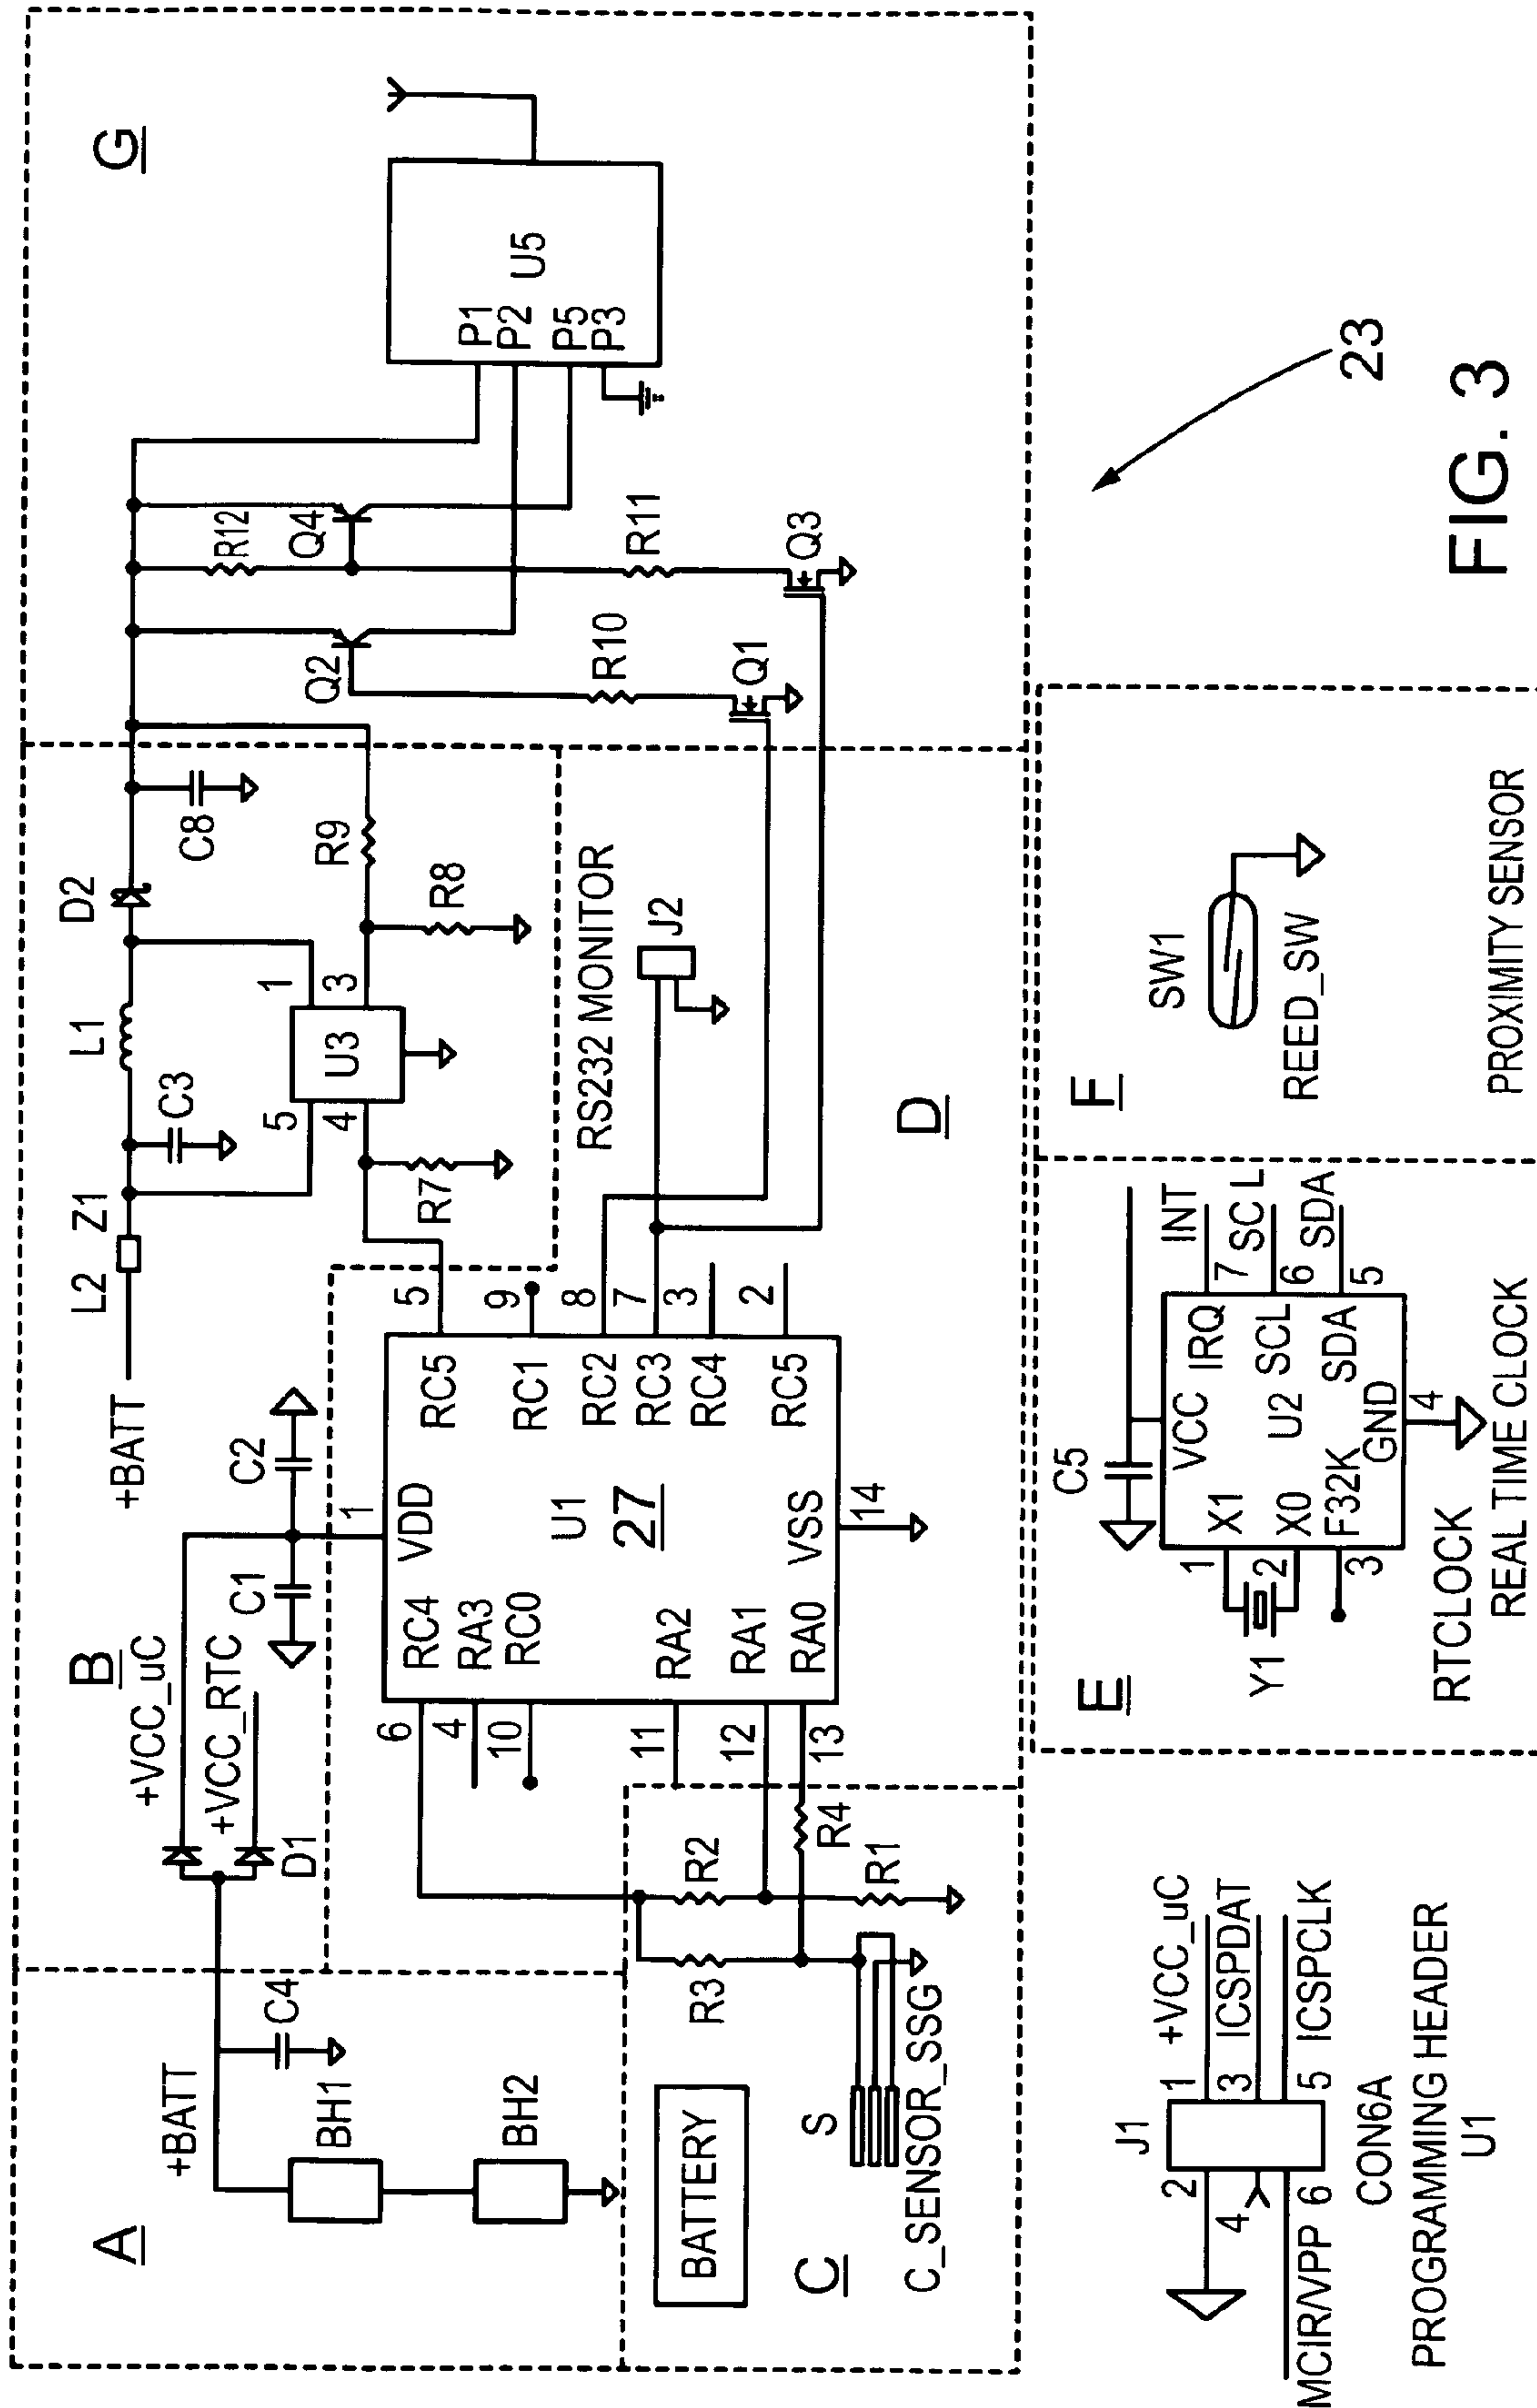 A
+BATT
BH1
BH2
C4
B
+VCC_uC
+VCC_RTC
D1
C1
C2
+BATT
L2
Z1
C3
L1
D2
C8
5
1
4
3
U3
R7
R8
R9
G
R12
Q2
Q4
R10
R11
Q1
Q3
P1
P2
P5
P3
U5
BATTERY
C
S
C_SENSOR_SSG
R3
R2
R4
R1
1
VDD
6
RC4
4
RA3
10
RC0
11
RA2
12
RA1
13
RA0
U1
27
VSS
14
RC5
5
RC1
9
RC2
8
RC3
7
RC4
3
RC5
2
RS232 MONITOR
J2
D
J1
2
1
+VCC_uC
4
3
ICSPDAT
MCIR/VPP
6
5
ICSPCLK
CON6A
PROGRAMMING HEADER
U1
E
C5
Y1
1
X1
2
X0
3
F32K
VCC
U2
GND
4
IRQ
7
INT
SCL
6
SC L
SDA
5
SDA
RTCLOCK
REAL TIME CLOCK
F
SW1
REED_SW
PROXIMITY SENSOR
23
FIG. 3